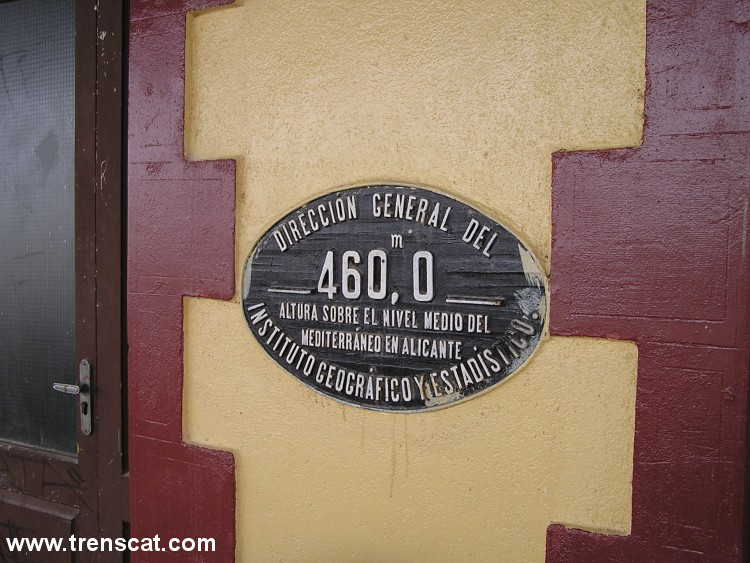 DIRECCIÓN GENERAL DEL
m
460,0
ALTURA SOBRE EL NIVEL MEDIO DEL
MEDITERRÁNEO EN ALICANTE
INSTITUTO GEOGRÁFICO Y ESTADÍSTICO.
www.trenscat.com